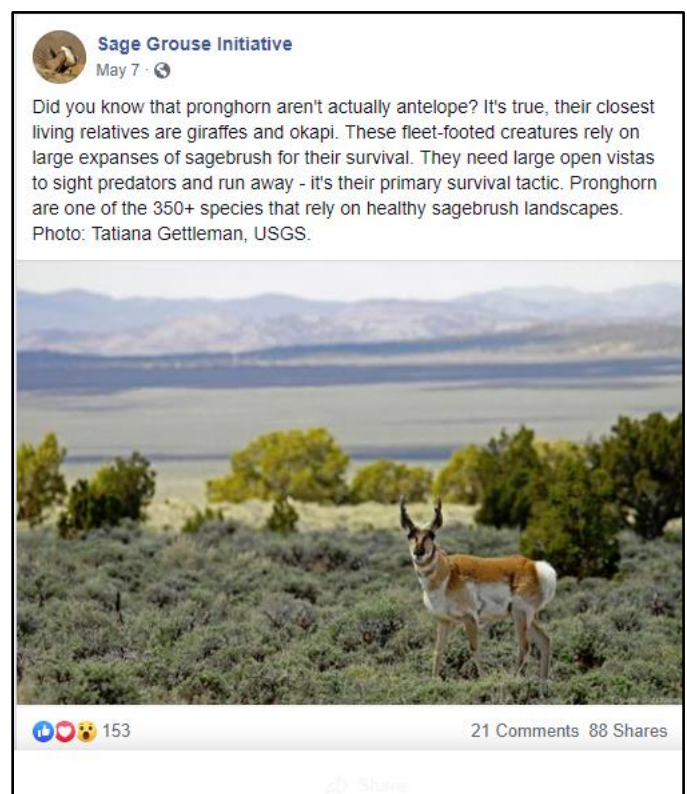 Sage Grouse Initiative
May 7 ·
Did you know that pronghorn aren't actually antelope? It's true, their closest
living relatives are giraffes and okapi. These fleet-footed creatures rely on
large expanses of sagebrush for their survival. They need large open vistas
to sight predators and run away - it's their primary survival tactic. Pronghorn
are one of the 350+ species that rely on healthy sagebrush landscapes.
Photo: Tatiana Gettleman, USGS.
153
21 Comments 88 Shares
Share